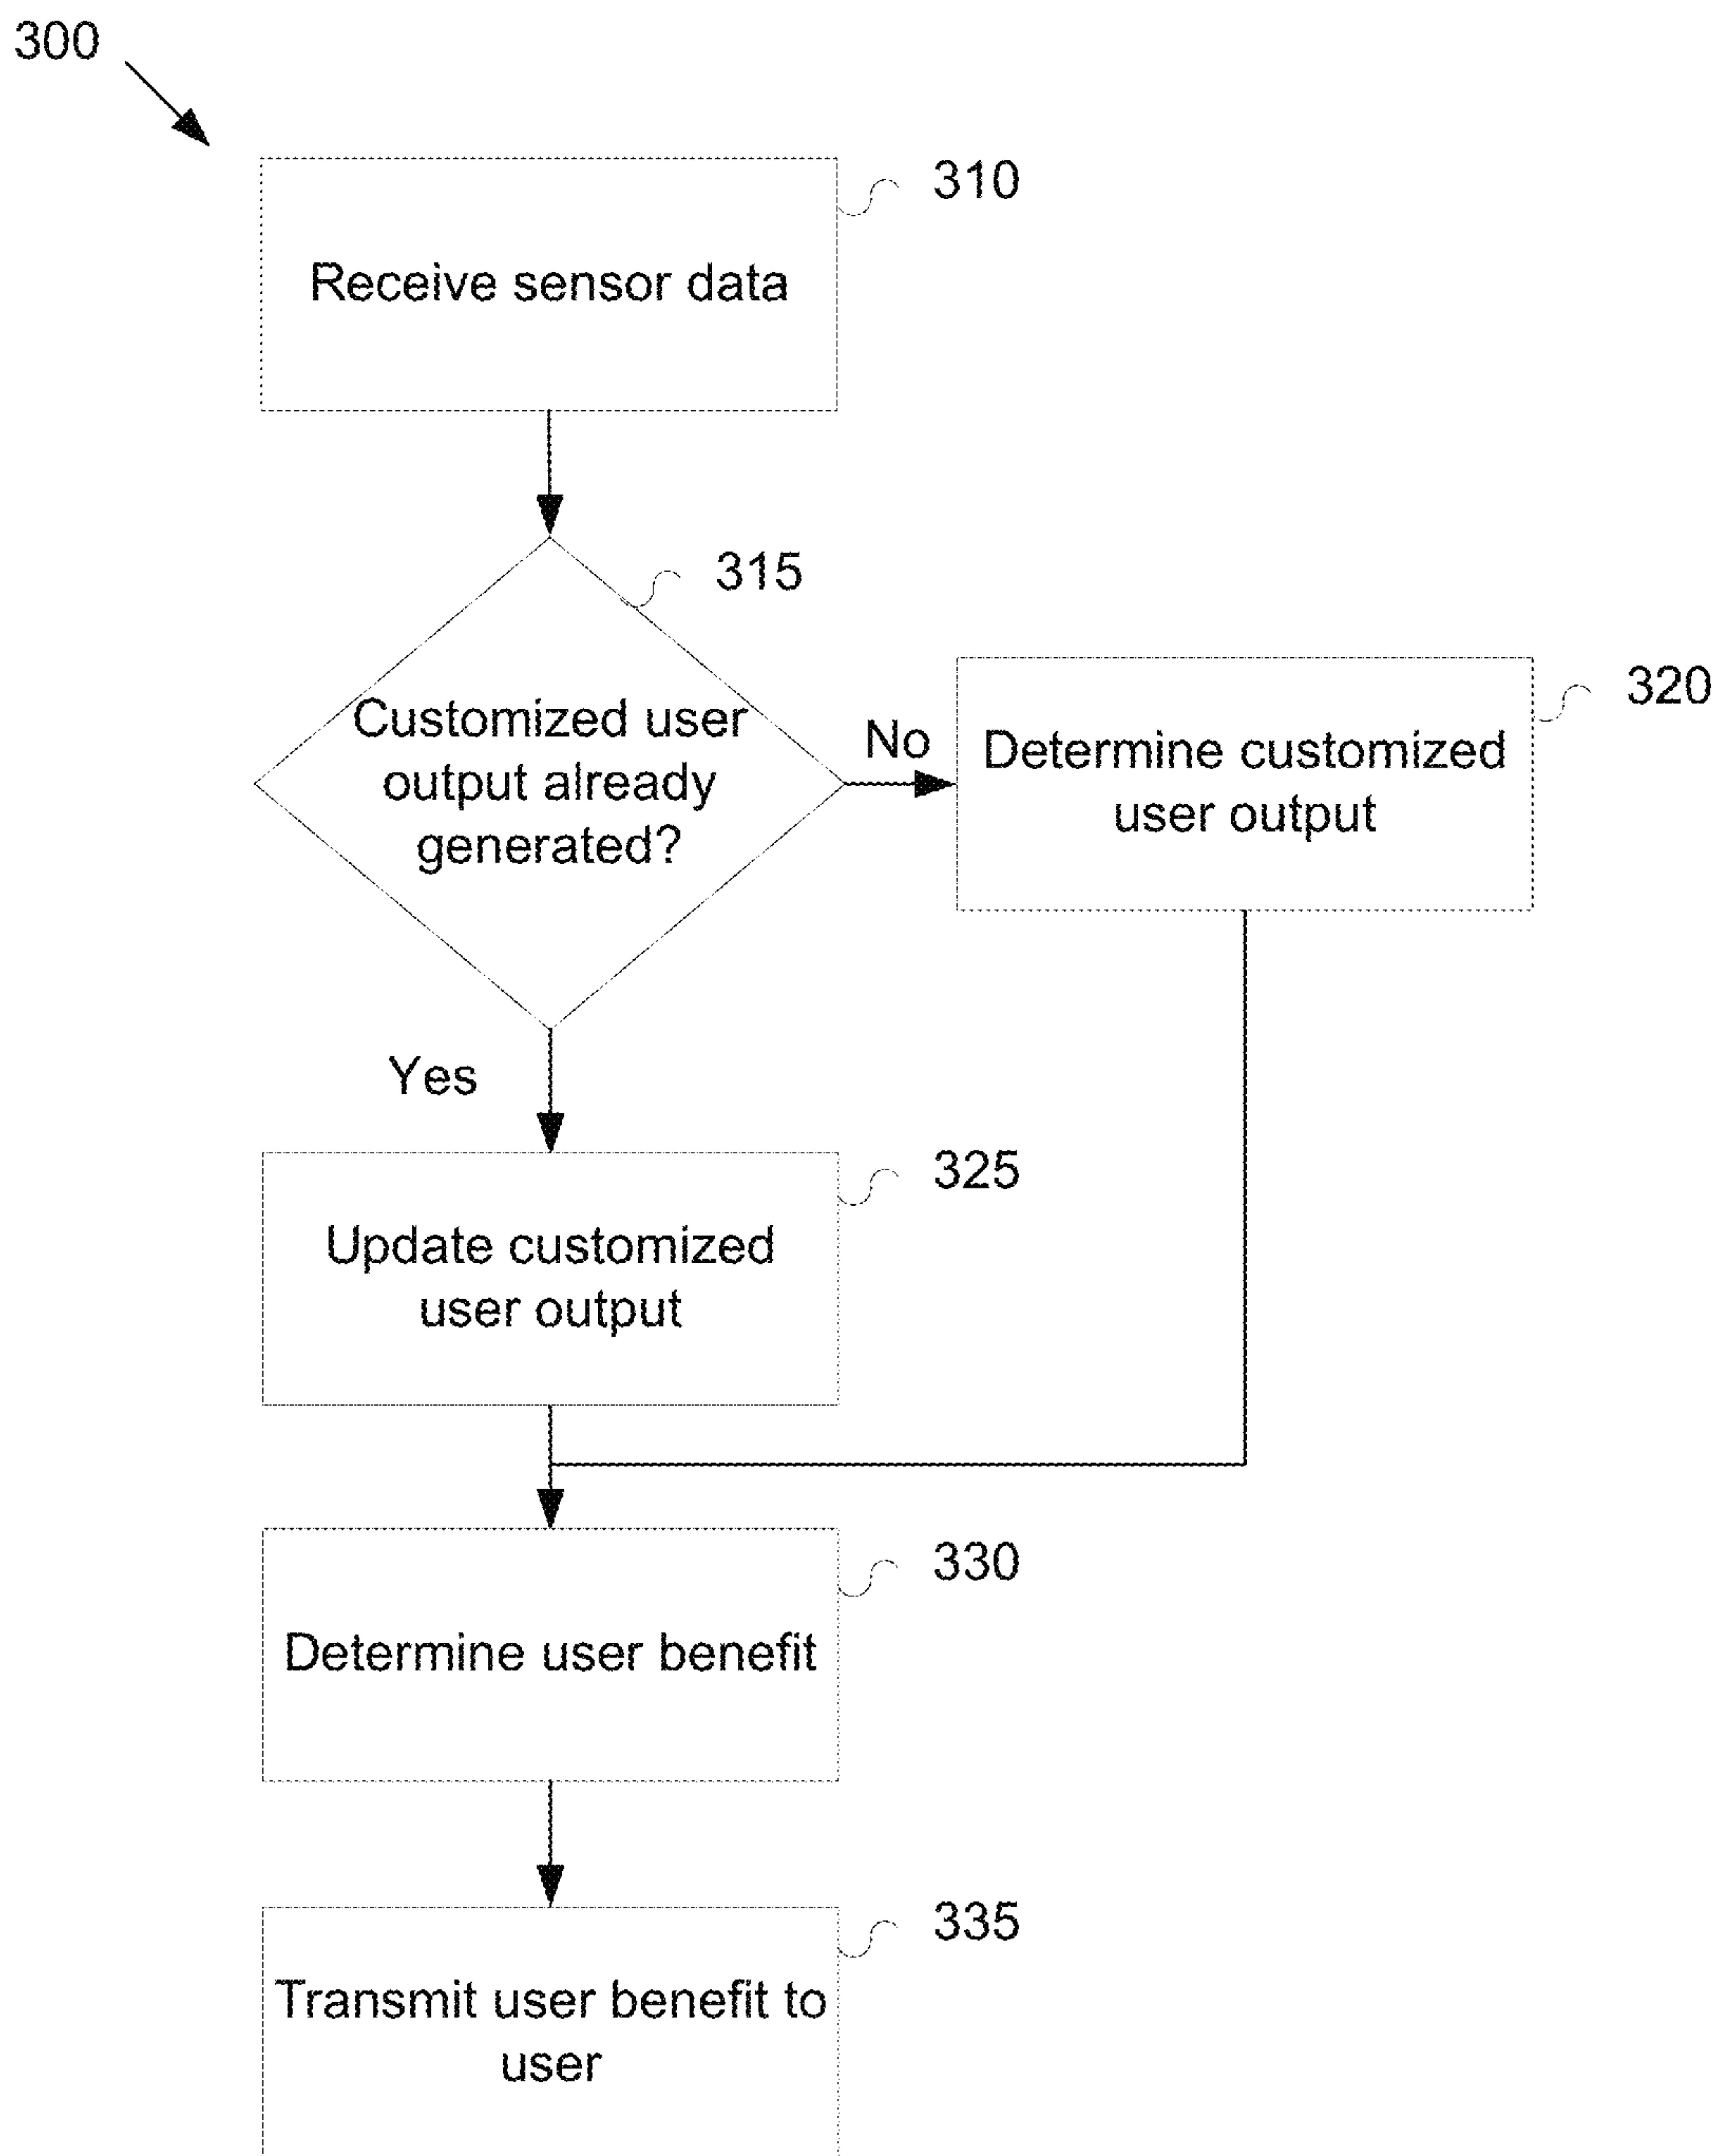 300
310
Receive sensor data
315
Customized user
output already
generated?
No
320
Determine customized
user output
Yes
325
Update customized
user output
330
Determine user benefit
335
Transmit user benefit to
user